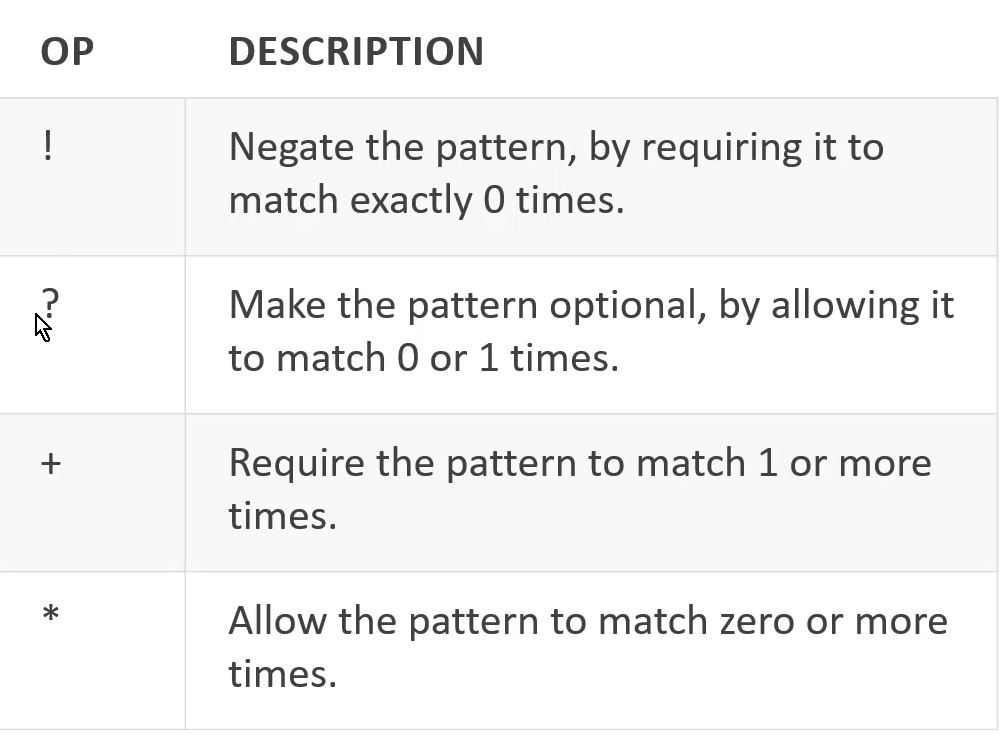 OP DESCRIPTION
! Negate the pattern, by requiring it to
match exactly 0 times.
? Make the pattern optional, by allowing it
to match 0 or 1 times.
+ Require the pattern to match 1 or more
times.
* Allow the pattern to match zero or more
times.